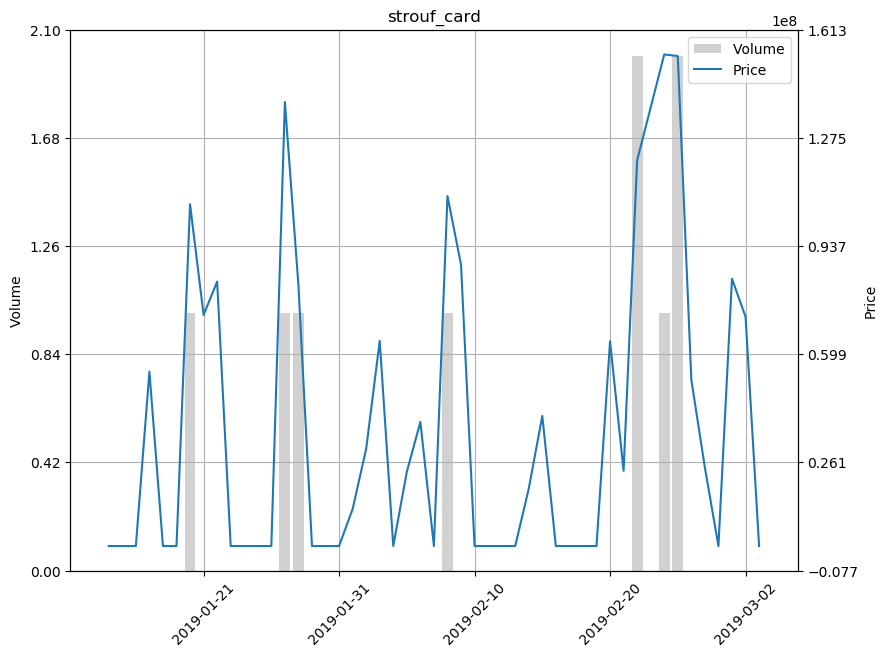 strouf_card
1e8
2.10
1.68
1.26
0.84
0.42
0.00
Volume
1.613
1.275
0.937
0.599
0.261
−0.077
Price
Volume
Price
2019-01-21
2019-01-31
2019-02-10
2019-02-20
2019-03-02